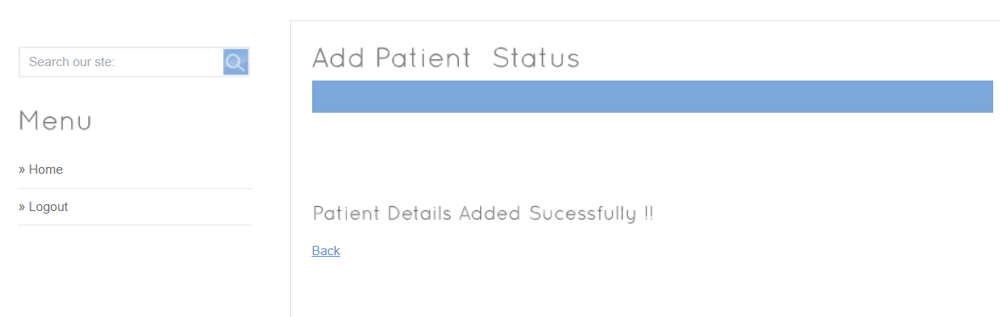 Search our ste:
Menu
» Home
» Logout
Add Patient  Status
Patient Details Added Sucessfully !!
Back